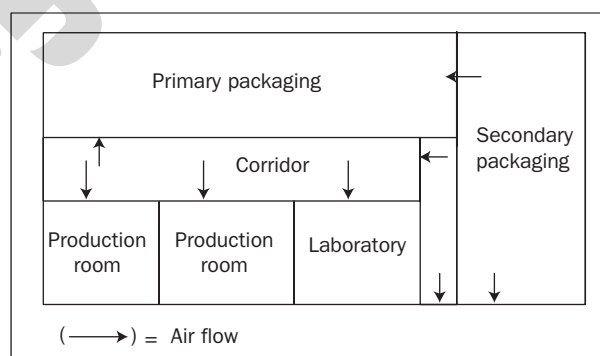 Primary packaging
Secondary
packaging
Corridor
Production
room
Production
room
Laboratory
( ) = Air flow